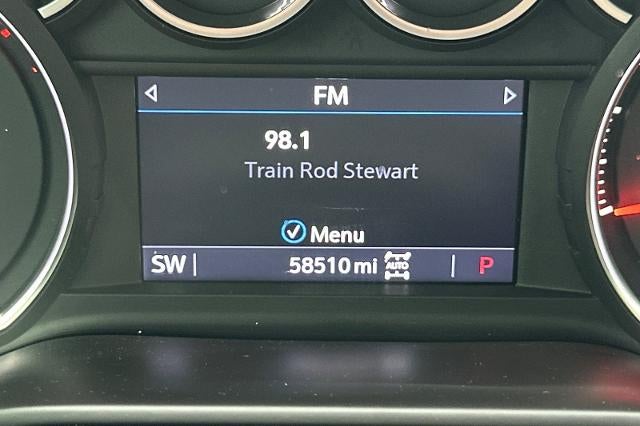 FM
98.1
Train Rod Stewart
Menu
SW 58510 mi AUTO P